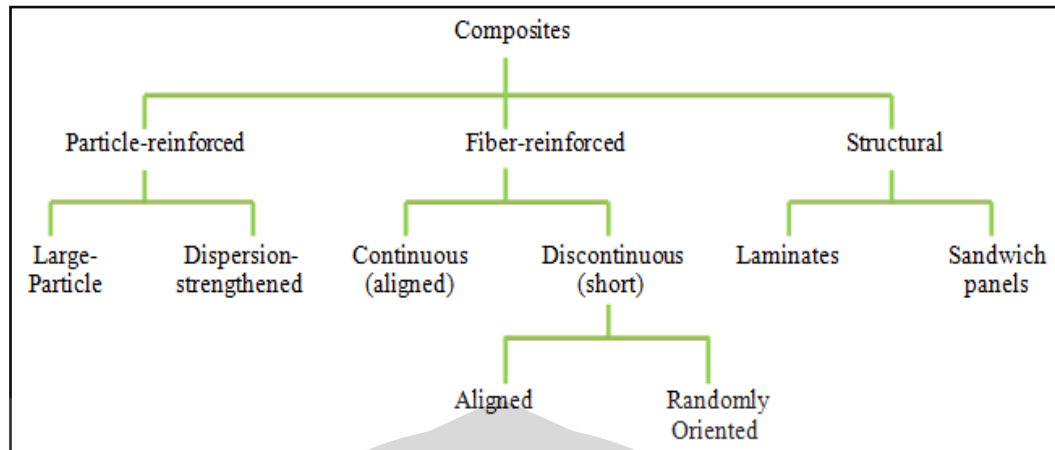 Composites
Particle-reinforced
Fiber-reinforced
Structural
Large-
Particle
Dispersion-
strengthened
Continuous
(aligned)
Discontinuous
(short)
Laminates
Sandwich
panels
Aligned
Randomly
Oriented